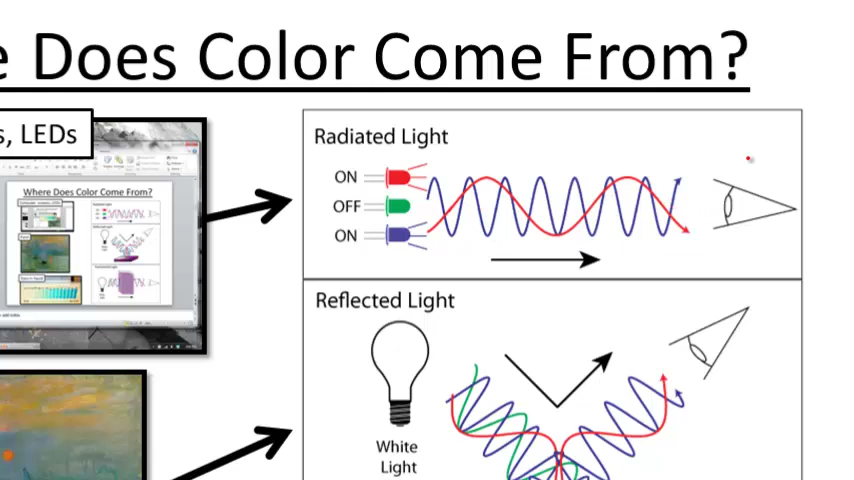 e Does Color Come From?
s, LEDs
Where Does Color Come From?
Radiated Light
ON
OFF
ON
Reflected Light
White
Light